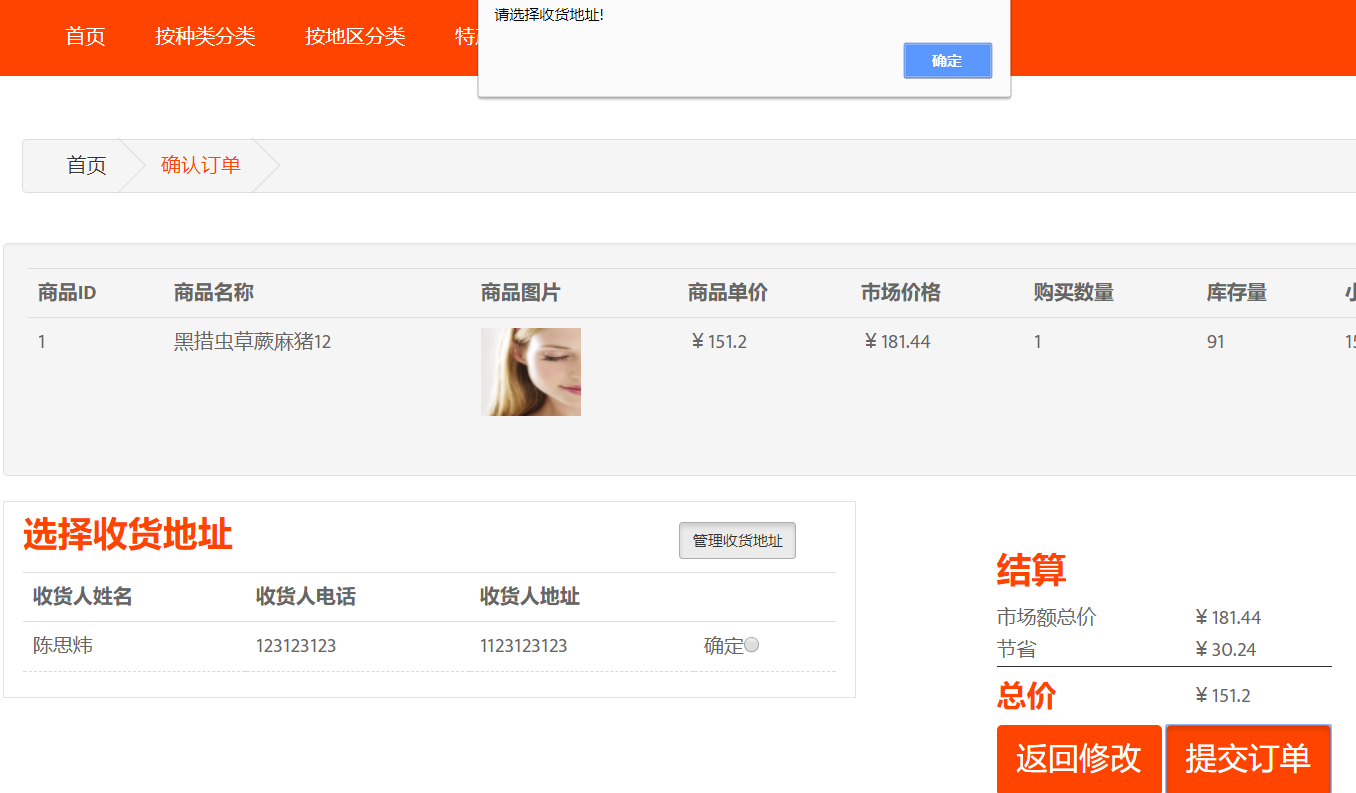 请选择收货地址!
确定
首页 按种类分类 按地区分类 特
首页 确认订单
商品ID 商品名称 商品图片 商品单价 市场价格 购买数量 库存量 小
1 黑措虫草蕨麻猪12 ¥ 151.2 ¥ 181.44 1 91 15
选择收货地址
管理收货地址
收货人姓名 收货人电话 收货人地址
陈思炜 123123123 1123123123 确定
结算
市场额总价 ¥ 181.44
节省 ¥ 30.24
总价 ¥ 151.2
返回修改 提交订单